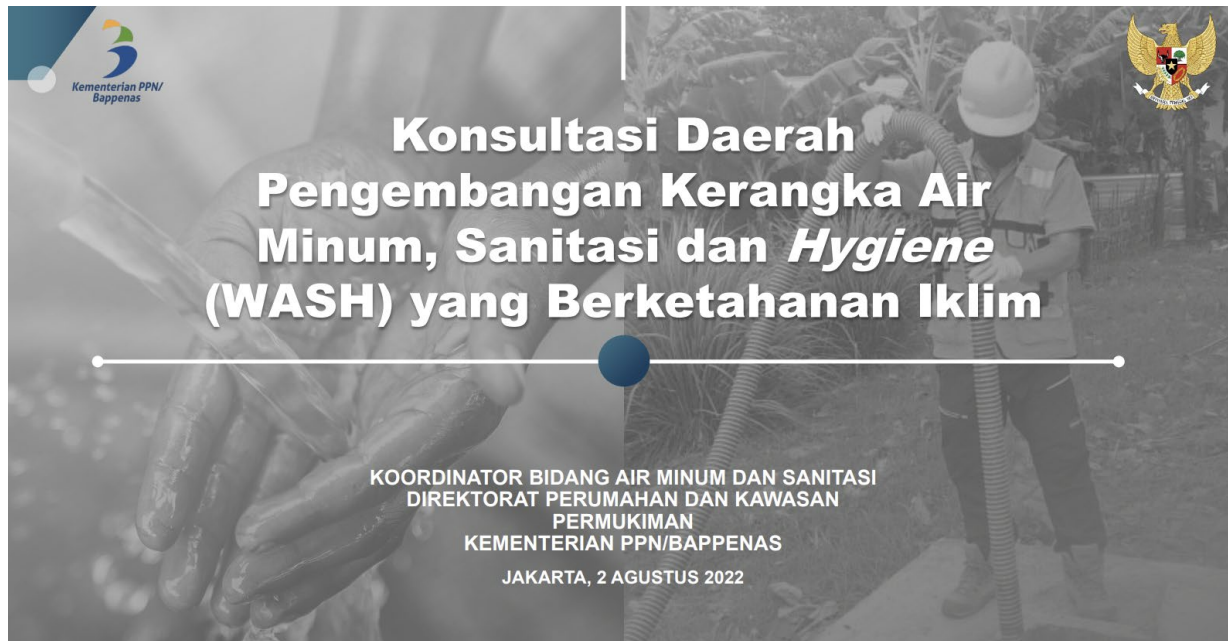 Kementerian PPN/
Bappenas
Konsultasi Daerah
Pengembangan Kerangka Air
Minum, Sanitasi dan Hygiene
(WASH) yang Berketahanan Iklim
KOORDINATOR BIDANG AIR MINUM DAN SANITASI
DIREKTORAT PERUMAHAN DAN KAWASAN
PERMUKIMAN
KEMENTERIAN PPN/BAPPENAS
JAKARTA, 2 AGUSTUS 2022